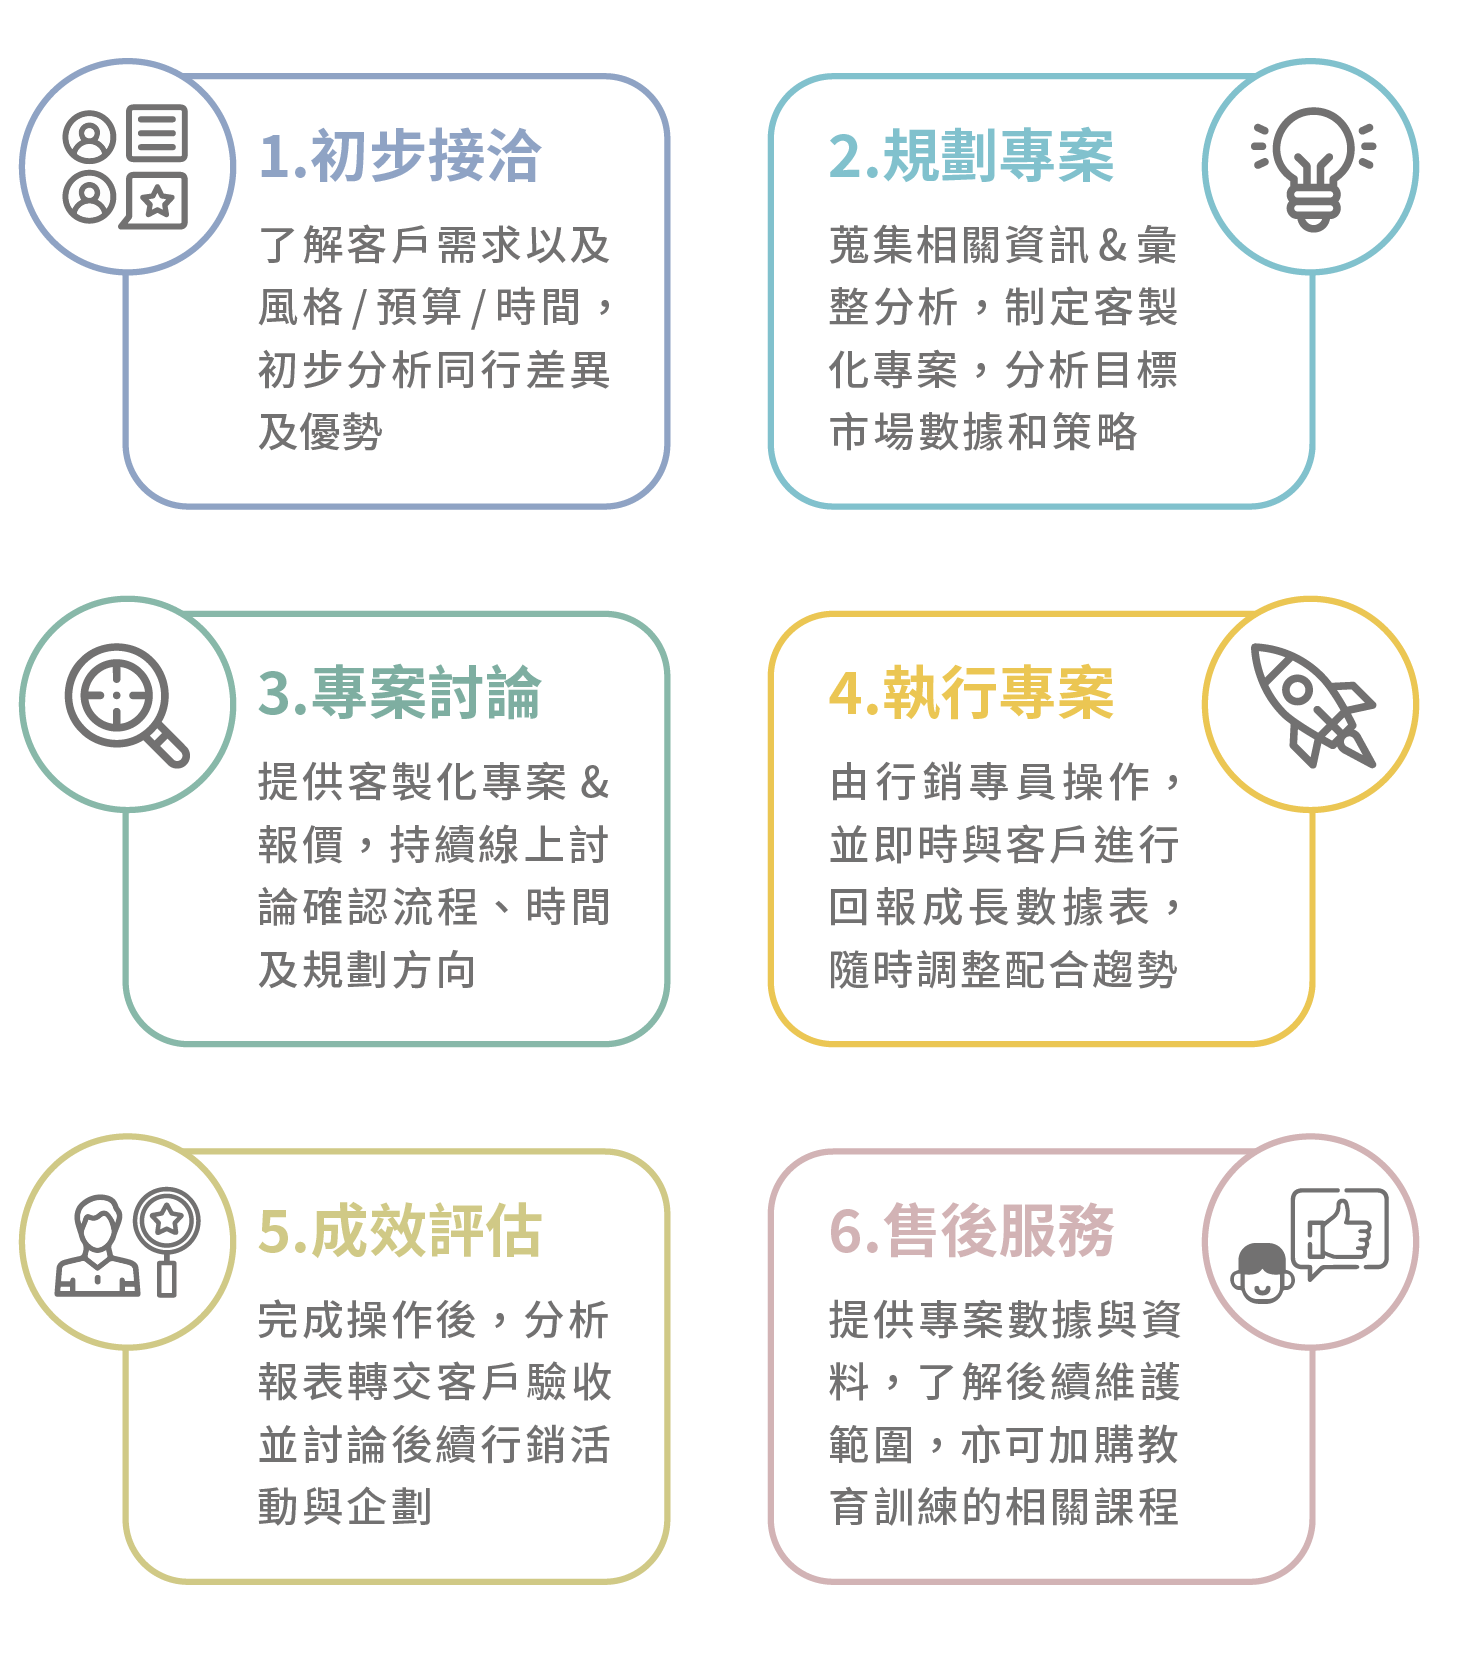 1.初步接洽
了解客戶需求以及
風格/預算/時間，
初步分析同行差異
及優勢
2.規劃專案
蒐集相關資訊&彙
整分析，制定客製
化專案，分析目標
市場數據和策略
3.專案討論
提供客製化專案 &
報價，持續線上討
論確認流程、時間
及規劃方向
4.執行專案
由行銷專員操作，
並即時與客戶進行
回報成長數據表，
隨時調整配合趨勢
5.成效評估
完成操作後，分析
報表轉交客戶驗收
並討論後續行銷活
動與企劃
6.售後服務
提供專案數據與資
料，了解後續維護
範圍，亦可加購教
育訓練的相關課程